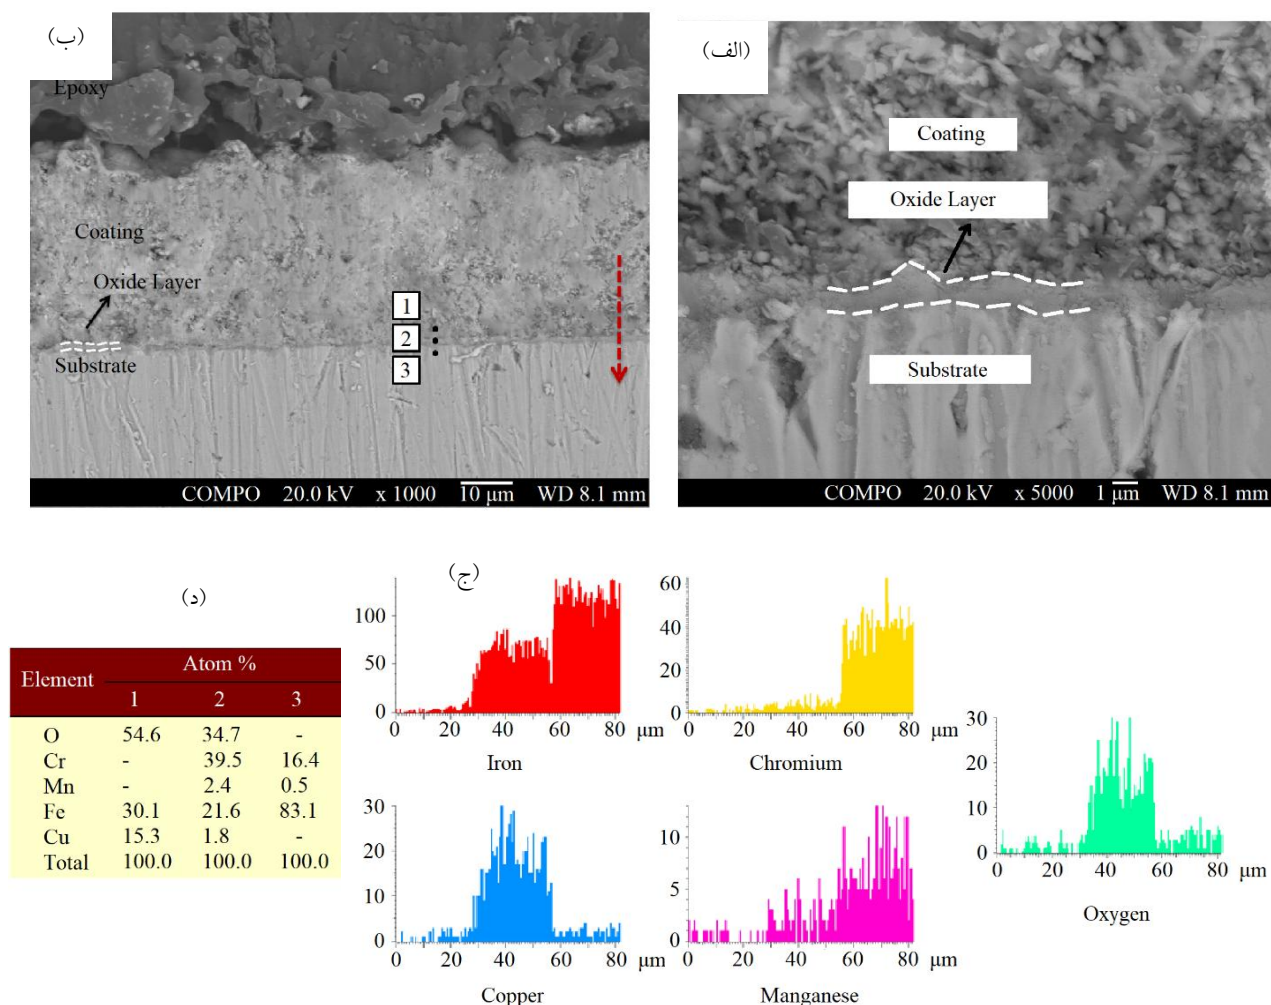 (ب)
Epoxy
Coating
Oxide Layer
Substrate
1
2
3
COMPO 20.0 kV x 1000 10 μm WD 8.1 mm
(الف)
Coating
Oxide Layer
Substrate
COMPO 20.0 kV x 5000 1 μm WD 8.1 mm
(د)
Element Atom %
1 2 3
O 54.6 34.7 -
Cr - 39.5 16.4
Mn - 2.4 0.5
Fe 30.1 21.6 83.1
Cu 15.3 1.8 -
Total 100.0 100.0 100.0
(ج)
100
50
0
0 20 40 60 80 μm
Iron
60
40
20
0
0 20 40 60 80 μm
Chromium
30
20
10
0
0 20 40 60 80 μm
Copper
10
5
0
0 20 40 60 80 μm
Manganese
30
20
10
0
0 20 40 60 80 μm
Oxygen